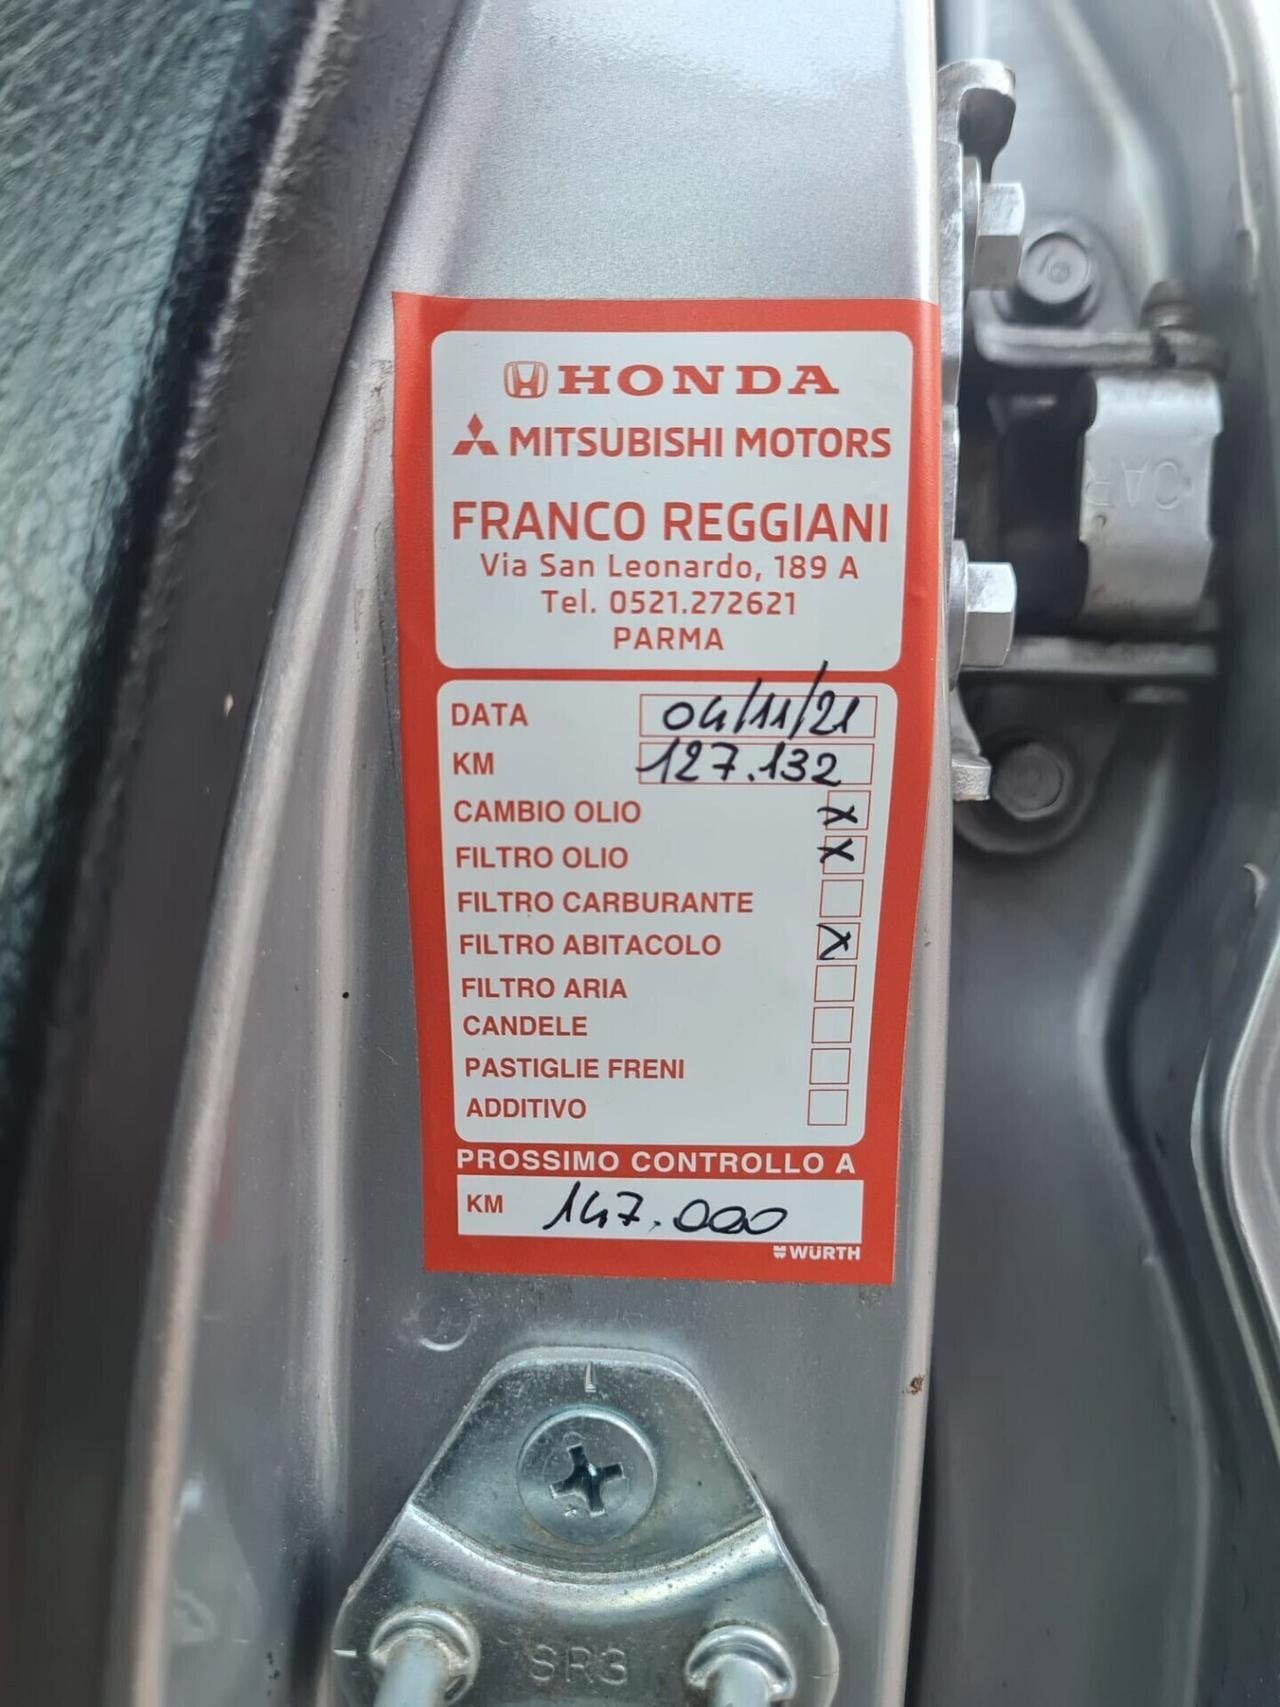 HONDA
MITSUBISHI MOTORS
FRANCO REGGIANI
Via San Leonardo, 189 A
Tel. 0521.272621
PARMA
DATA 04/11/21
KM 127.132
CAMBIO OLIO X
FILTRO OLIO X
FILTRO CARBURANTE
FILTRO ABITACOLO X
FILTRO ARIA
CANDELE
PASTIGLIE FRENI
ADDITIVO
PROSSIMO CONTROLLO A
KM 147.000
WÜRTH
SR3